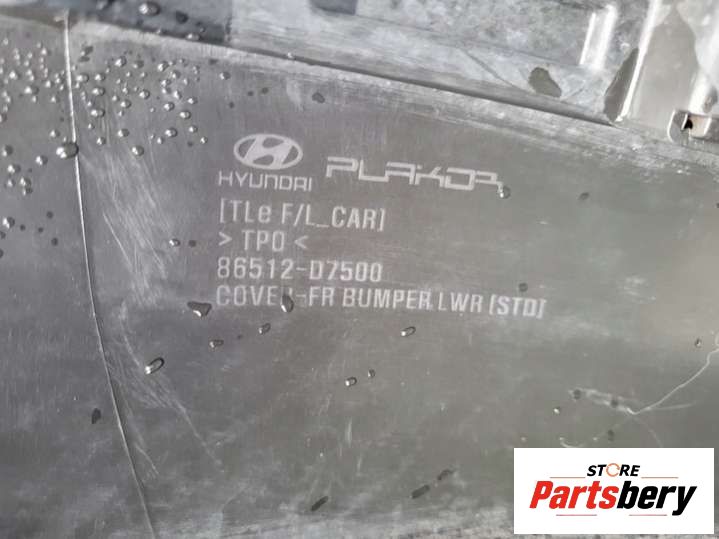 HYUNDAI PLAKOR
[TLe F/L_CAR]
> TPO <
86512-D7500
COVER-FR BUMPER LWR [STD]
STORE
Partsbery